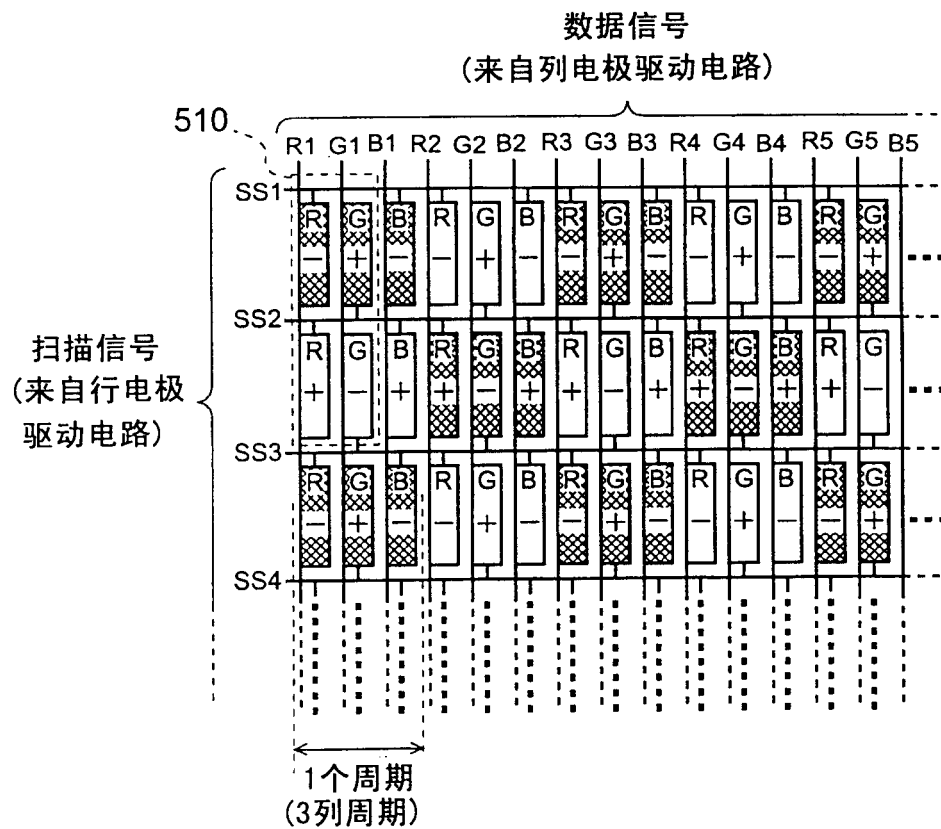 数据信号
(来自列电极驱动电路)
510
R1 G1 B1 R2 G2 B2 R3 G3 B3 R4 G4 B4 R5 G5 B5
SS1
R G B R G B R G B R G B R G
− + − − + − − + − − + − − +
SS2
R G B R G B R G B R G B R G
+ − + + − + + − + + − + + −
扫描信号
(来自行电极
驱动电路)
SS3
R G B R G B R G B R G B R G
− + − − + − − + − − + − − +
SS4
1个周期
(3列周期)